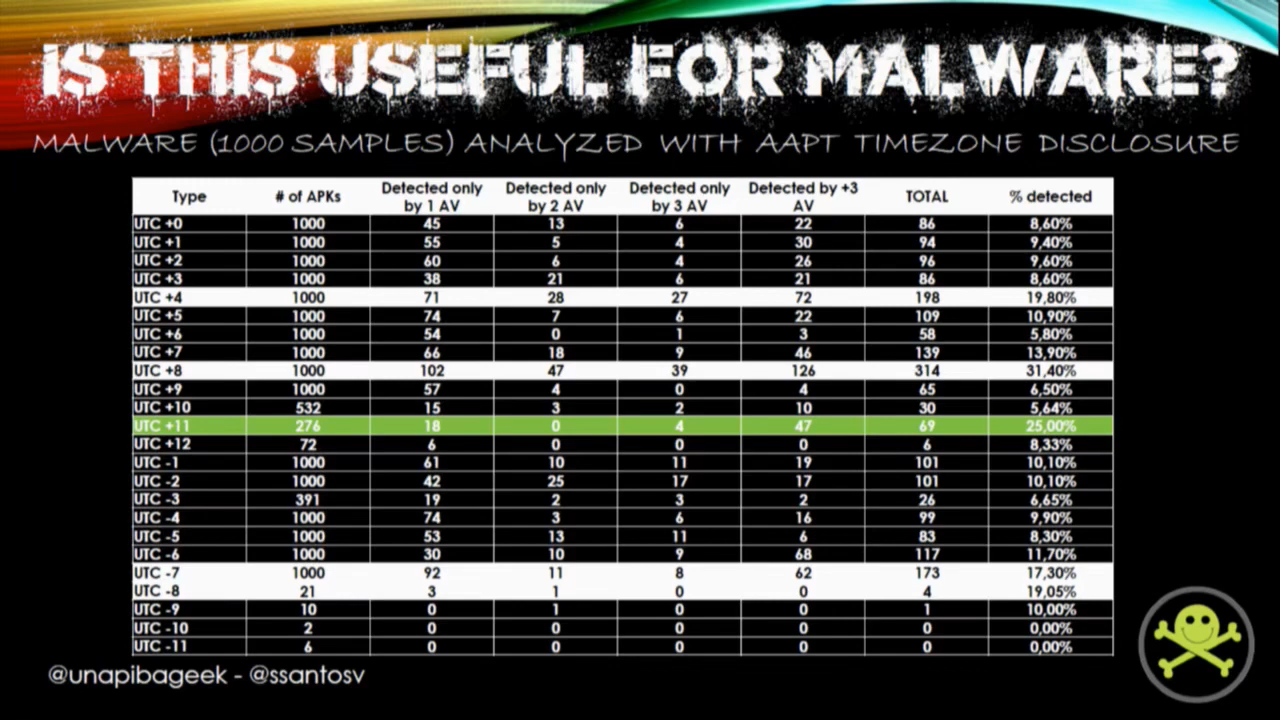 IS THIS USEFUL FOR MALWARE?
MALWARE (1000 SAMPLES) ANALYZED WITH AAPT TIMEZONE DISCLOSURE
Type # of APKs Detected only by 1 AV Detected only by 2 AV Detected only by 3 AV Detected by +3 AV TOTAL % detected
UTC +0 1000 45 13 6 22 86 8,60%
UTC +1 1000 55 5 4 30 94 9,40%
UTC +2 1000 60 6 4 26 96 9,60%
UTC +3 1000 38 21 6 21 86 8,60%
UTC +4 1000 71 28 27 72 198 19,80%
UTC +5 1000 74 7 6 22 109 10,90%
UTC +6 1000 54 0 1 3 58 5,80%
UTC +7 1000 66 18 9 46 139 13,90%
UTC +8 1000 102 47 39 126 314 31,40%
UTC +9 1000 57 4 0 4 65 6,50%
UTC +10 532 15 3 2 10 30 5,64%
UTC +11 276 18 0 4 47 69 25,00%
UTC +12 72 6 0 0 0 6 8,33%
UTC -1 1000 61 10 11 19 101 10,10%
UTC -2 1000 42 25 17 17 101 10,10%
UTC -3 391 19 2 3 2 26 6,65%
UTC -4 1000 74 3 6 16 99 9,90%
UTC -5 1000 53 13 11 6 83 8,30%
UTC -6 1000 30 10 9 68 117 11,70%
UTC -7 1000 92 11 8 62 173 17,30%
UTC -8 21 3 1 0 0 4 19,05%
UTC -9 10 0 1 0 0 1 10,00%
UTC -10 2 0 0 0 0 0 0,00%
UTC -11 6 0 0 0 0 0 0,00%
@unapibageek - @ssantosv